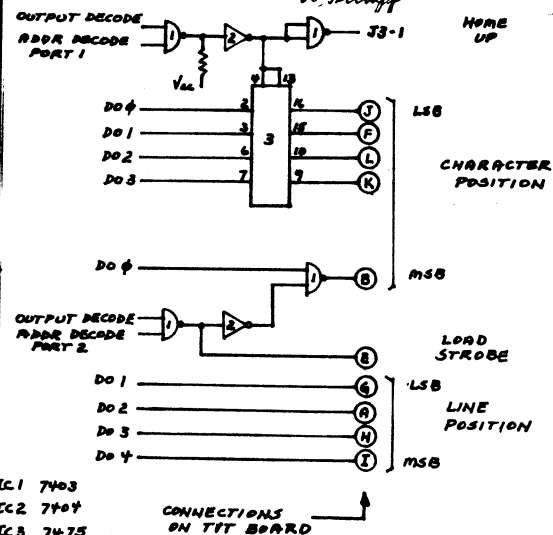 OUTPUT DECODE
ADDR DECODE
PORT 1
1
2
1
J3-1
HOME
UP
Vcc
4
13
DO φ
2
16
J
LSB
DO 1
3
15
F
DO 2
6
10
L
DO 3
7
9
K
3
CHARACTER
POSITION
DO φ
1
B
MSB
OUTPUT DECODE
ADDR DECODE
PORT 2
1
2
E
LOAD
STROBE
DO 1
G
LSB
DO 2
A
LINE
POSITION
DO 3
H
DO 4
I
MSB
IC1 7403
IC2 7404
IC3 7475
CONNECTIONS
ON TVT BOARD